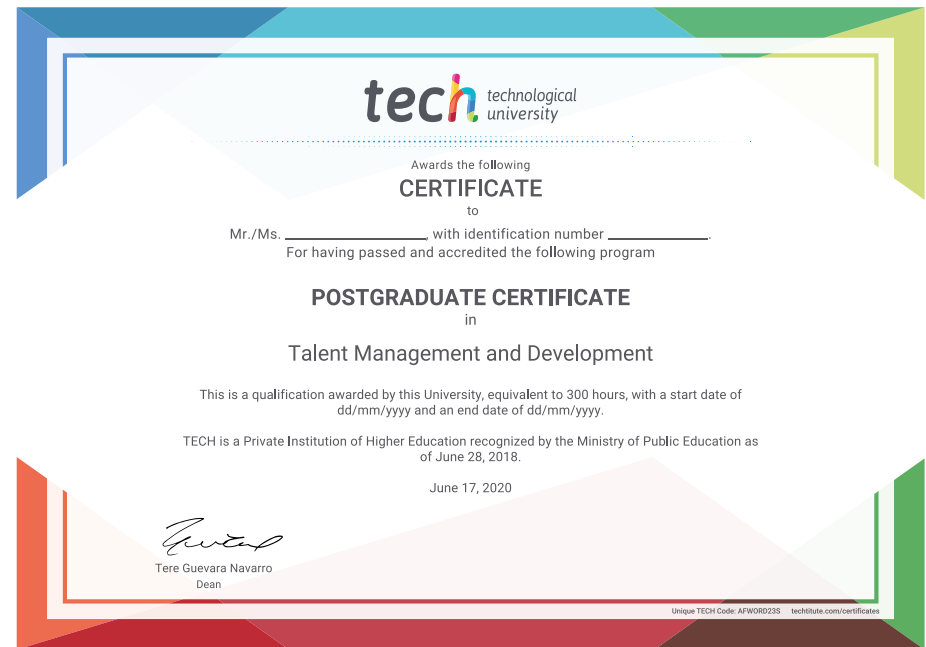 tech technological
university
Awards the following
CERTIFICATE
to
Mr./Ms. ____________________, with identification number ______________.
For having passed and accredited the following program
POSTGRADUATE CERTIFICATE
in
Talent Management and Development
This is a qualification awarded by this University, equivalent to 300 hours, with a start date of
dd/mm/yyyy and an end date of dd/mm/yyyy.
TECH is a Private Institution of Higher Education recognized by the Ministry of Public Education as
of June 28, 2018.
June 17, 2020
Tere Guevara Navarro
Dean
Unique TECH Code: AFWORD23S techtitute.com/certificates